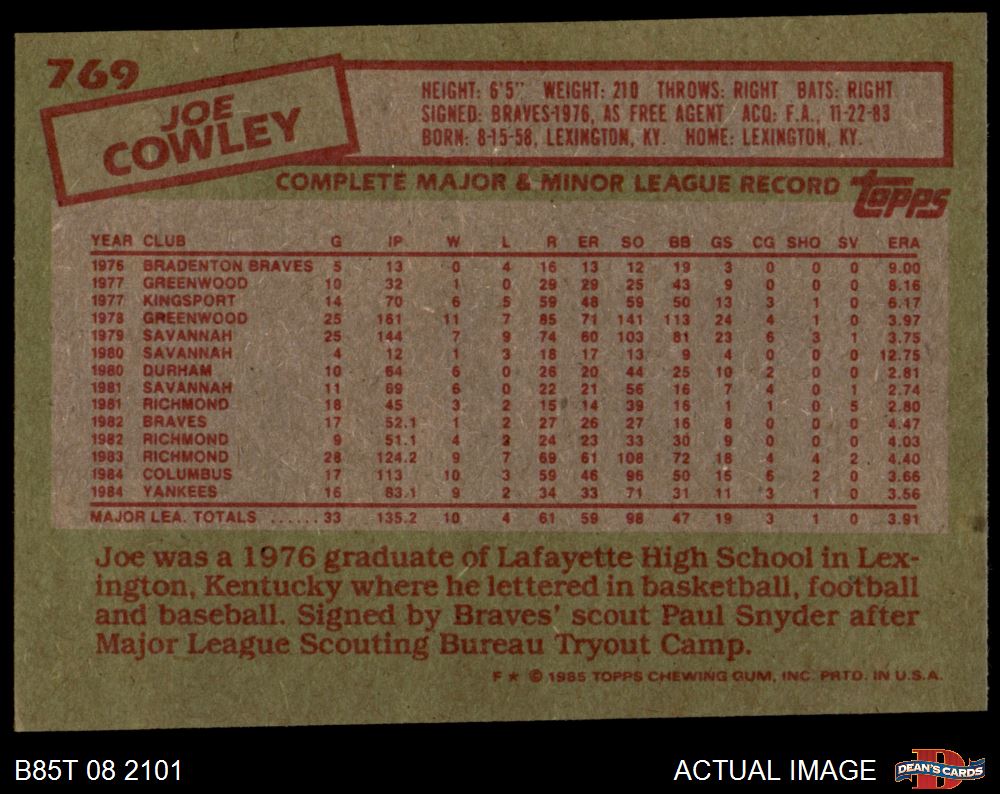 769
JOE
COWLEY
HEIGHT: 6'5" WEIGHT: 210 THROWS: RIGHT BATS: RIGHT
SIGNED: BRAVES-1976, AS FREE AGENT ACQ: F.A., 11-22-83
BORN: 8-15-58, LEXINGTON, KY. HOME: LEXINGTON, KY.
COMPLETE MAJOR & MINOR LEAGUE RECORD topps
YEAR CLUB G IP W L R ER SO BB GS CG SHO SV ERA
1976 BRADENTON BRAVES 5 13 0 4 16 13 12 19 3 0 0 0 9.00
1977 GREENWOOD 10 32 1 0 29 29 25 43 9 0 0 0 8.16
1977 KINGSPORT 14 70 6 5 59 48 59 50 13 3 1 0 6.17
1978 GREENWOOD 25 161 11 7 85 71 141 113 24 4 1 0 3.97
1979 SAVANNAH 25 144 7 9 74 60 103 81 23 6 3 1 3.75
1980 SAVANNAH 4 12 1 3 18 17 13 9 4 0 0 0 12.75
1980 DURHAM 10 64 6 0 26 20 44 25 10 2 0 0 2.81
1981 SAVANNAH 11 69 6 0 22 21 56 16 7 4 0 1 2.74
1981 RICHMOND 18 45 3 2 15 14 39 16 1 1 0 5 2.80
1982 BRAVES 17 52.1 1 2 27 26 27 16 8 0 0 0 4.47
1982 RICHMOND 9 51.1 4 2 24 23 33 30 9 0 0 0 4.03
1983 RICHMOND 28 124.2 9 7 69 61 108 72 18 4 4 2 4.40
1984 COLUMBUS 17 113 10 3 59 46 96 50 15 6 2 0 3.66
1984 YANKEES 16 83.1 9 2 34 33 71 31 11 3 1 0 3.56
MAJOR LEA. TOTALS ...... 33 135.2 10 4 61 59 98 47 19 3 1 0 3.91
Joe was a 1976 graduate of Lafayette High School in Lex-
ington, Kentucky where he lettered in basketball, football
and baseball. Signed by Braves' scout Paul Snyder after
Major League Scouting Bureau Tryout Camp.
F ★ © 1985 TOPPS CHEWING GUM, INC. PRTD. IN U.S.A.
B85T 08 2101 ACTUAL IMAGE D DEAN'S CARDS